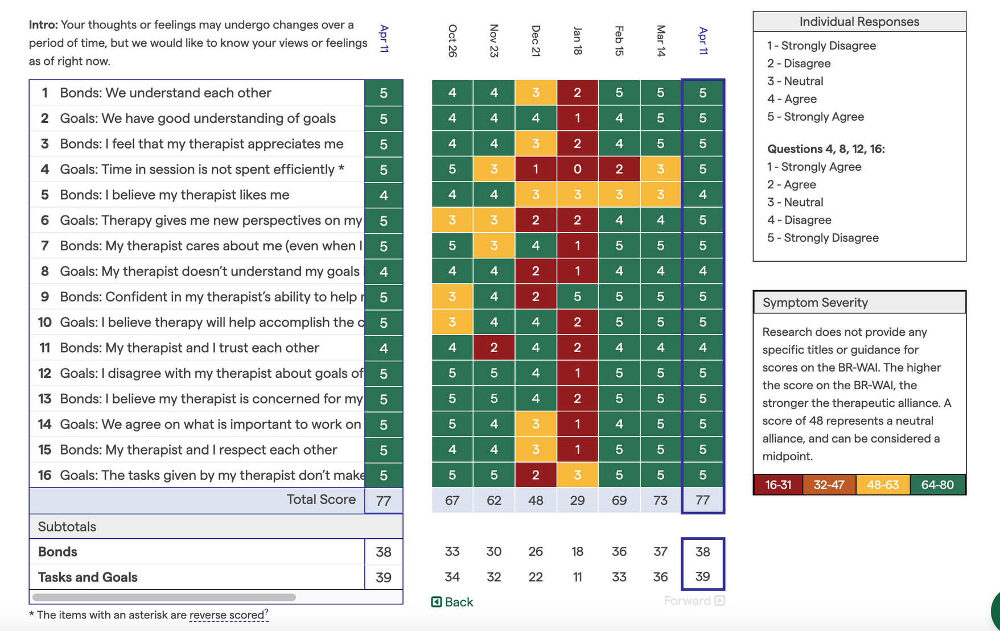 Intro: Your thoughts or feelings may undergo changes over a
period of time, but we would like to know your views or feelings
as of right now.
Apr 11
Oct 26 Nov 23 Dec 21 Jan 18 Feb 15 Mar 14 Apr 11
1 Bonds: We understand each other 5 4 4 3 2 5 5 5
2 Goals: We have good understanding of goals 5 4 4 4 1 4 5 5
3 Bonds: I feel that my therapist appreciates me 5 4 4 3 2 4 5 5
4 Goals: Time in session is not spent efficiently * 5 5 3 1 0 2 3 5
5 Bonds: I believe my therapist likes me 4 4 4 3 3 3 3 4
6 Goals: Therapy gives me new perspectives on my 5 3 3 2 2 4 4 5
7 Bonds: My therapist cares about me (even when I 5 5 3 4 1 5 5 5
8 Goals: My therapist doesn't understand my goals i 4 4 4 2 1 4 4 4
9 Bonds: Confident in my therapist's ability to help r 5 3 4 2 5 5 5 5
10 Goals: I believe therapy will help accomplish the c 5 3 4 4 2 5 5 5
11 Bonds: My therapist and I trust each other 4 4 2 4 2 4 4 4
12 Goals: I disagree with my therapist about goals of 5 5 5 4 1 5 5 5
13 Bonds: I believe my therapist is concerned for my 5 5 5 4 2 5 5 5
14 Goals: We agree on what is important to work on 5 5 4 3 1 4 5 5
15 Bonds: My therapist and I respect each other 5 4 4 3 1 5 5 5
16 Goals: The tasks given by my therapist don't make 5 5 5 2 3 5 5 5
Total Score 77 67 62 48 29 69 73 77
Subtotals
Bonds 38 33 30 26 18 36 37 38
Tasks and Goals 39 34 32 22 11 33 36 39
Back
Forward
* The items with an asterisk are reverse scored?
Individual Responses
1 - Strongly Disagree
2 - Disagree
3 - Neutral
4 - Agree
5 - Strongly Agree
Questions 4, 8, 12, 16:
1 - Strongly Agree
2 - Agree
3 - Neutral
4 - Disagree
5 - Strongly Disagree
Symptom Severity
Research does not provide any
specific titles or guidance for
scores on the BR-WAI. The higher
the score on the BR-WAI, the
stronger the therapeutic alliance. A
score of 48 represents a neutral
alliance, and can be considered a
midpoint.
16-31 32-47 48-63 64-80